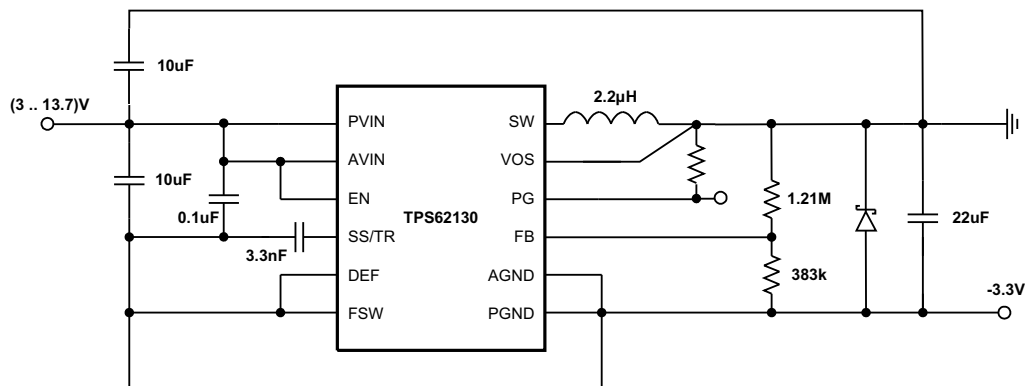 10uF
(3 .. 13.7)V
10uF
0.1uF
3.3nF
PVIN
AVIN
EN
SS/TR
DEF
FSW
TPS62130
SW
VOS
PG
FB
AGND
PGND
2.2µH
1.21M
383k
22uF
-3.3V